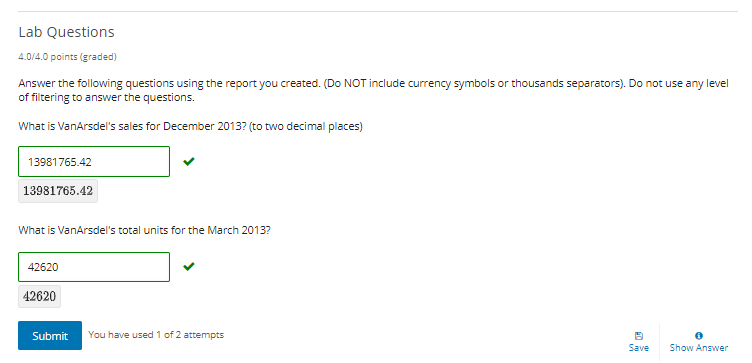 Lab Questions
4.0/4.0 points (graded)
Answer the following questions using the report you created. (Do NOT include currency symbols or thousands separators). Do not use any level
of filtering to answer the questions.
What is VanArsdel's sales for December 2013? (to two decimal places)
13981765.42
13981765.42
What is VanArsdel's total units for the March 2013?
42620
42620
Submit You have used 1 of 2 attempts
Save Show Answer